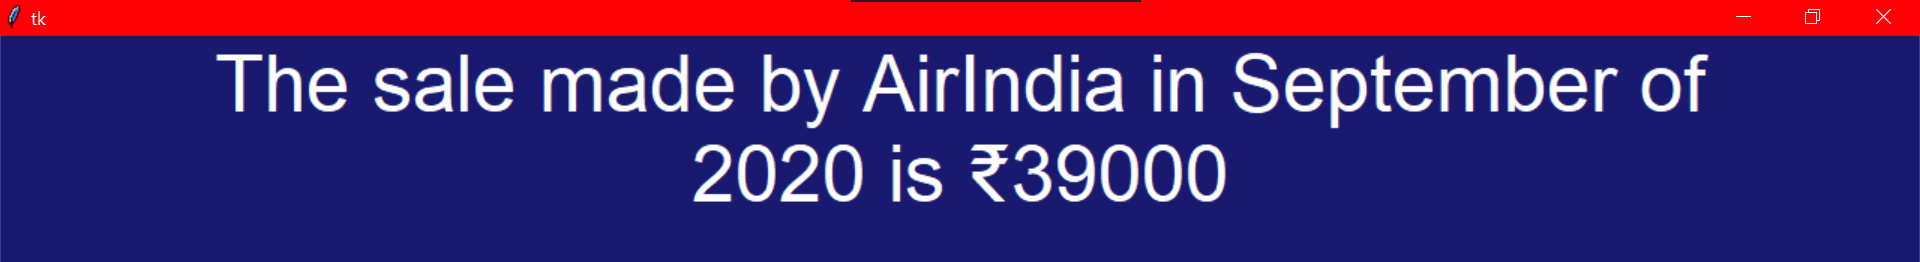 tk
The sale made by AirIndia in September of
2020 is ₹39000